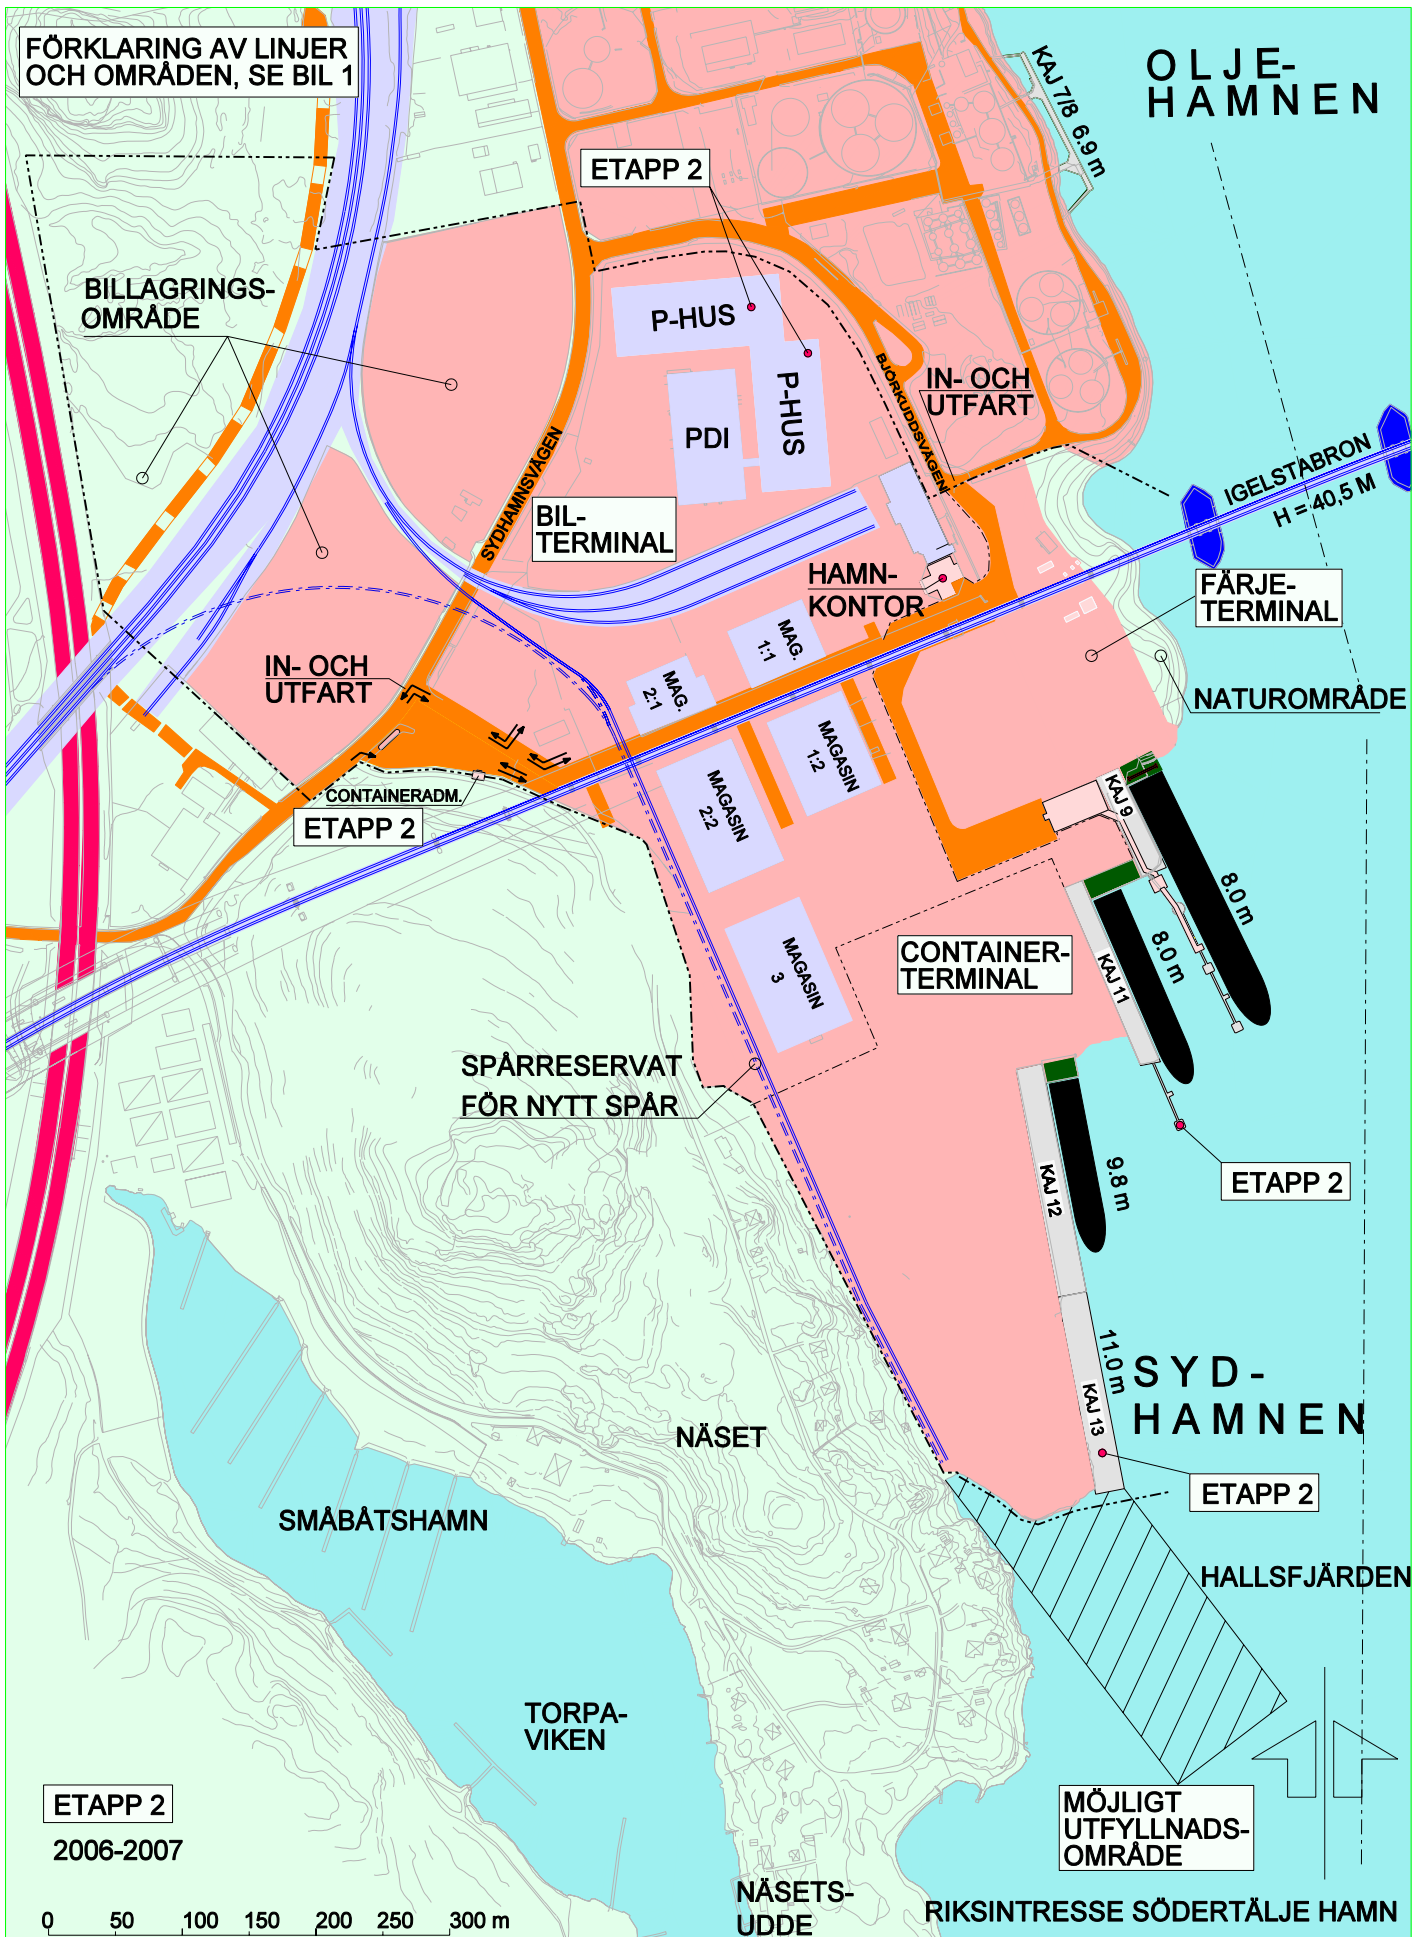 FÖRKLARING AV LINJER
OCH OMRÅDEN, SE BIL 1
OLJE-
HAMNEN
KAJ 7/8 6.9 m
ETAPP 2
BILLAGRINGS-
OMRÅDE
P-HUS
P-HUS
PDI
BJÖRKUDDSVÄGEN
IN- OCH
UTFART
IGELSTABRON
H = 40,5 M
SYDHAMNSVÄGEN
BIL-
TERMINAL
HAMN-
KONTOR
FÄRJE-
TERMINAL
MAG.
1:1
MAG.
2:1
IN- OCH
UTFART
NATUROMRÅDE
MAGASIN
1:2
MAGASIN
2:2
CONTAINERADM.
ETAPP 2
KAJ 9
8.0 m
MAGASIN
3
CONTAINER-
TERMINAL
KAJ 11
8.0 m
SPÅRRESERVAT
FÖR NYTT SPÅR
KAJ 12
9.8 m
ETAPP 2
11.0 m
SYD-
HAMNEN
KAJ 13
NÄSET
ETAPP 2
SMÅBÅTSHAMN
HALLSFJÄRDEN
TORPA-
VIKEN
ETAPP 2
2006-2007
MÖJLIGT
UTFYLLNADS-
OMRÅDE
NÄSETS-
UDDE
RIKSINTRESSE SÖDERTÄLJE HAMN
0 50 100 150 200 250 300 m